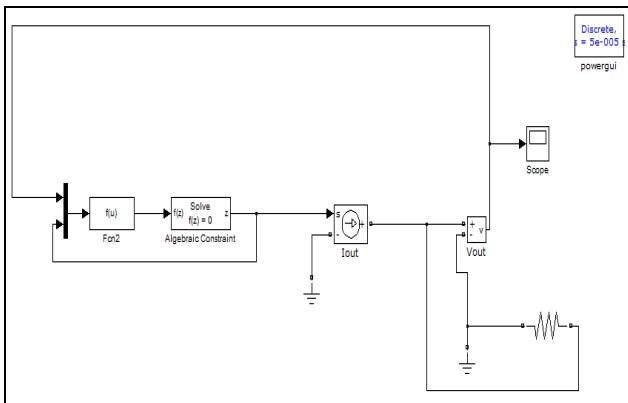 Discrete,
s = 5e-005 s
powergui
Scope
f(u)
Fcn2
f(z)
Solve
f(z) = 0
z
Algebraic Constraint
s
-
+
Iout
+
-
v
Vout